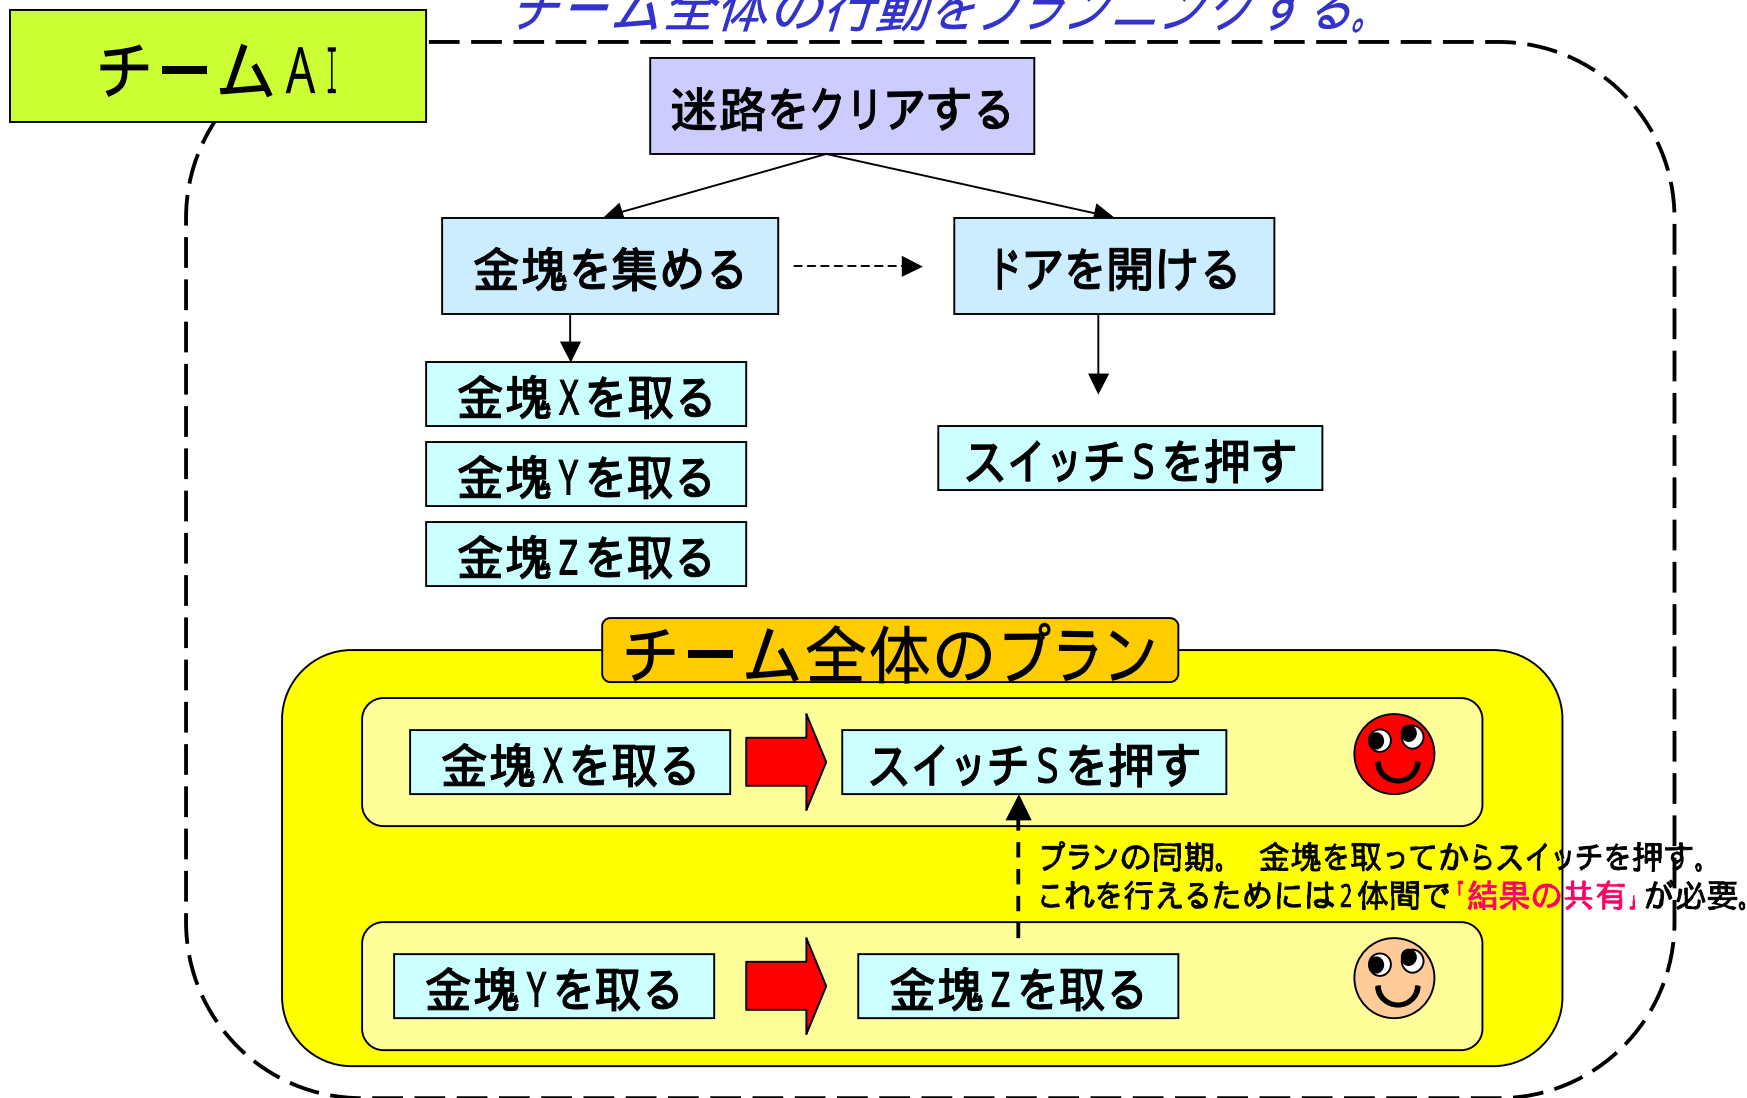 チーム全体の行動をプランニングする。
チームAI
迷路をクリアする
金塊を集める
ドアを開ける
金塊Xを取る
金塊Yを取る
スイッチSを押す
金塊Zを取る
チーム全体のプラン
金塊Xを取る
スイッチSを押す
プランの同期。　金塊を取ってからスイッチを押す。
これを行えるためには2体間で「結果の共有」が必要。
金塊Yを取る
金塊Zを取る